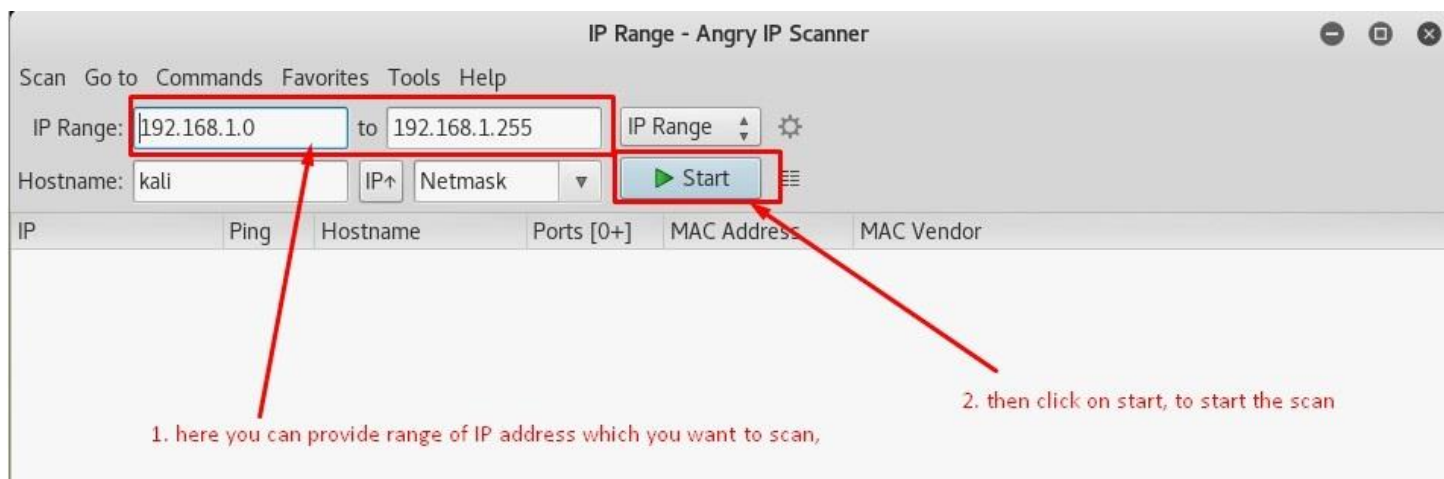 IP Range - Angry IP Scanner
Scan Go to Commands Favorites Tools Help
IP Range: 192.168.1.0 to 192.168.1.255 IP Range
Hostname: kali IP↑ Netmask Start
IP Ping Hostname Ports [0+] MAC Address MAC Vendor
2. then click on start, to start the scan
1. here you can provide range of IP address which you want to scan,